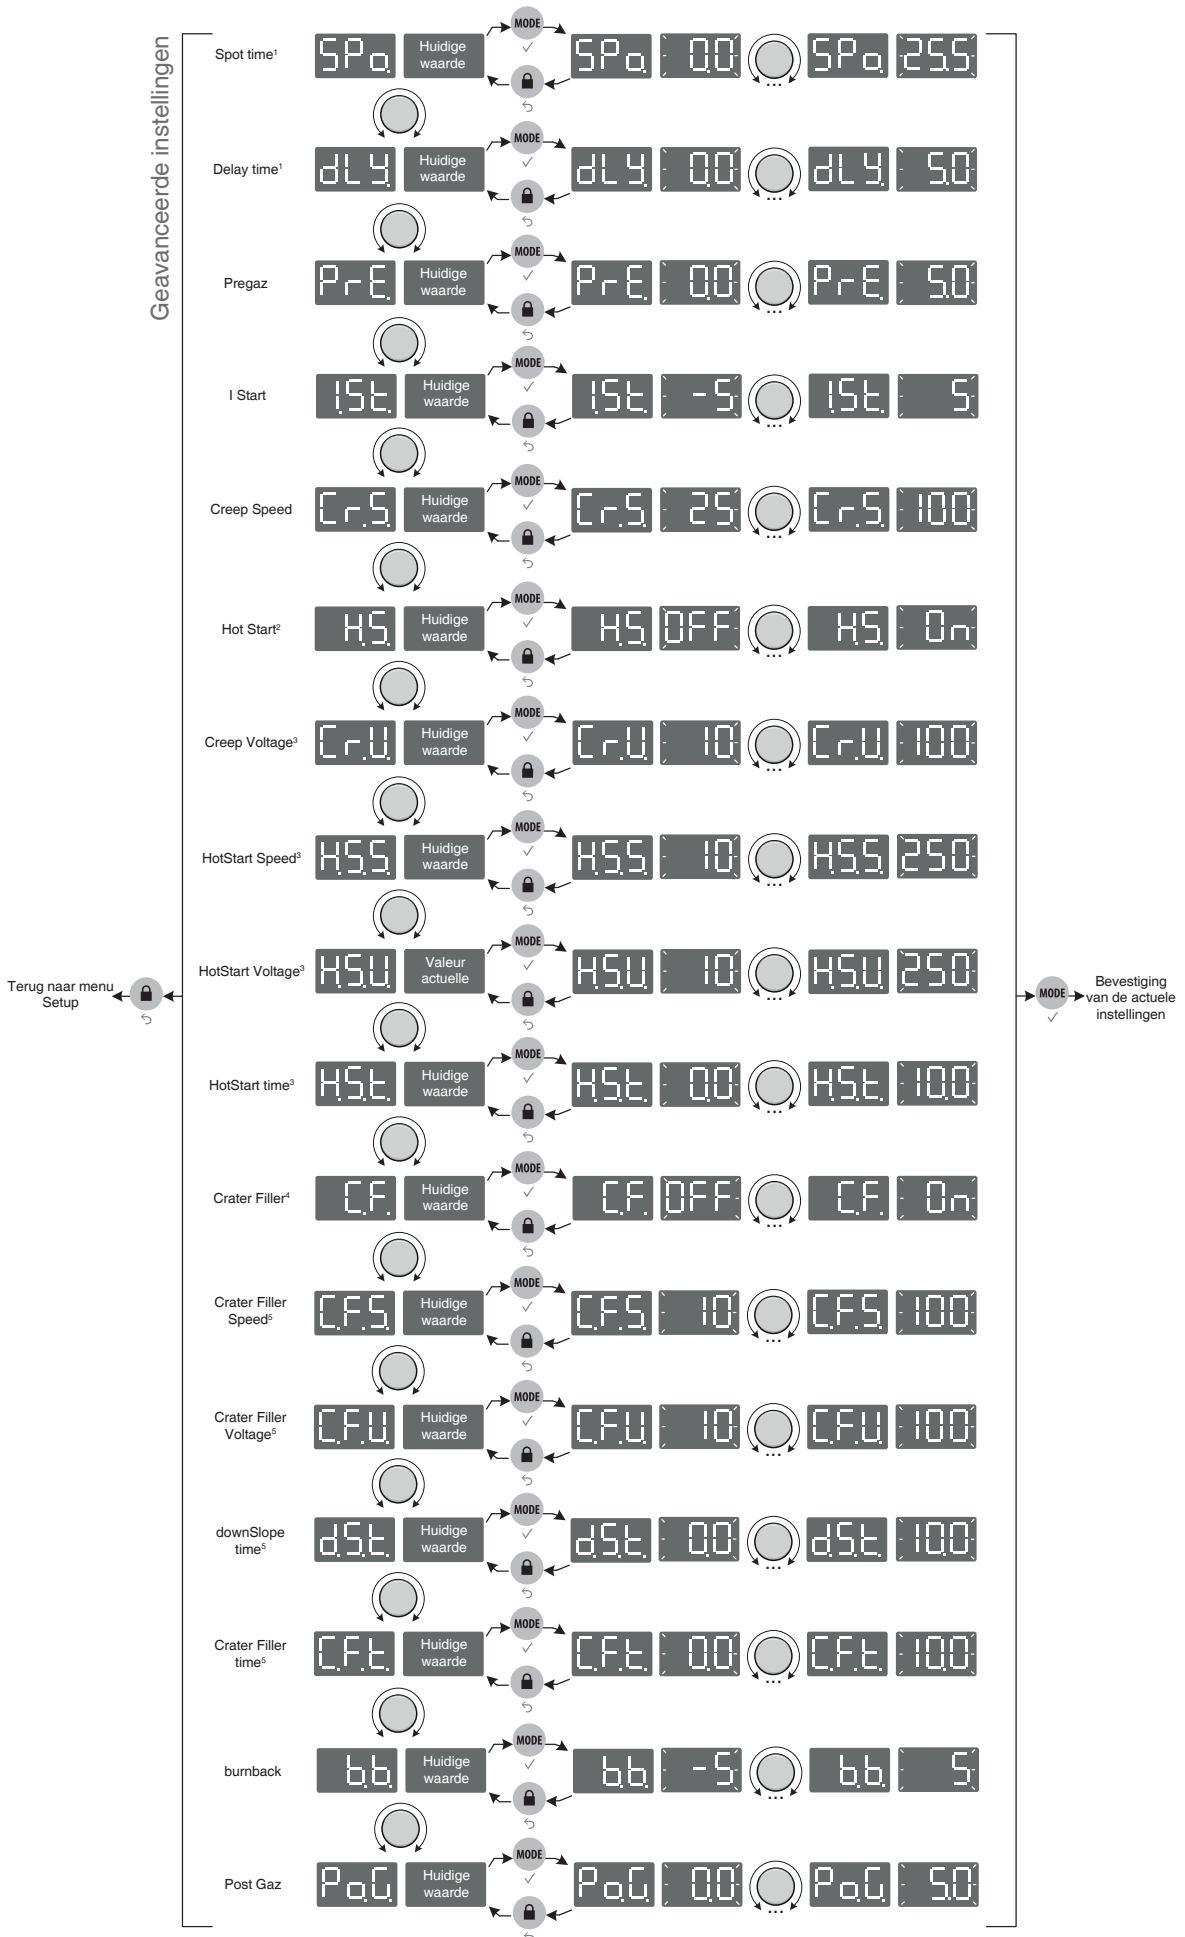 Geavanceerde instellingen
Spot time¹ SPo. Huidige waarde MODE SPo. 0.0 ... SPo. 25.5
Delay time¹ dLY. Huidige waarde MODE dLY. 0.0 ... dLY. 5.0
Pregaz PrE. Huidige waarde MODE PrE. 0.0 ... PrE. 5.0
I Start I.St. Huidige waarde MODE I.St. -5 ... I.St. 5
Creep Speed Cr.S. Huidige waarde MODE Cr.S. 25 ... Cr.S. 100
Hot Start² H.S. Huidige waarde MODE H.S. OFF ... H.S. On
Creep Voltage³ Cr.U. Huidige waarde MODE Cr.U. 10 ... Cr.U. 100
HotStart Speed³ H.S.S. Huidige waarde MODE H.S.S. 10 ... H.S.S. 250
HotStart Voltage³ H.S.U. Valeur actuelle MODE H.S.U. 10 ... H.S.U. 250
Terug naar menu Setup
MODE Bevestiging van de actuele instellingen
HotStart time³ H.S.t. Huidige waarde MODE H.S.t. 0.0 ... H.S.t. 10.0
Crater Filler⁴ C.F. Huidige waarde MODE C.F. OFF ... C.F. On
Crater Filler Speed⁵ C.F.S. Huidige waarde MODE C.F.S. 10 ... C.F.S. 100
Crater Filler Voltage⁵ C.F.U. Huidige waarde MODE C.F.U. 10 ... C.F.U. 100
downSlope time⁵ d.S.t. Huidige waarde MODE d.S.t. 0.0 ... d.S.t. 10.0
Crater Filler time⁵ C.F.t. Huidige waarde MODE C.F.t. 0.0 ... C.F.t. 10.0
burnback b.b. Huidige waarde MODE b.b. -5 ... b.b. 5
Post Gaz Po.G. Huidige waarde MODE Po.G. 0.0 ... Po.G. 5.0